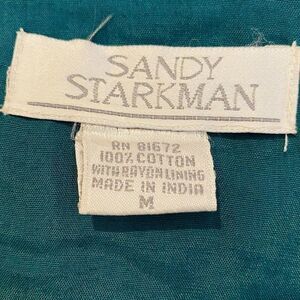 SANDY
STARKMAN
RN 81672
100% COTTON
WITH RAYON LINING
MADE IN INDIA
M